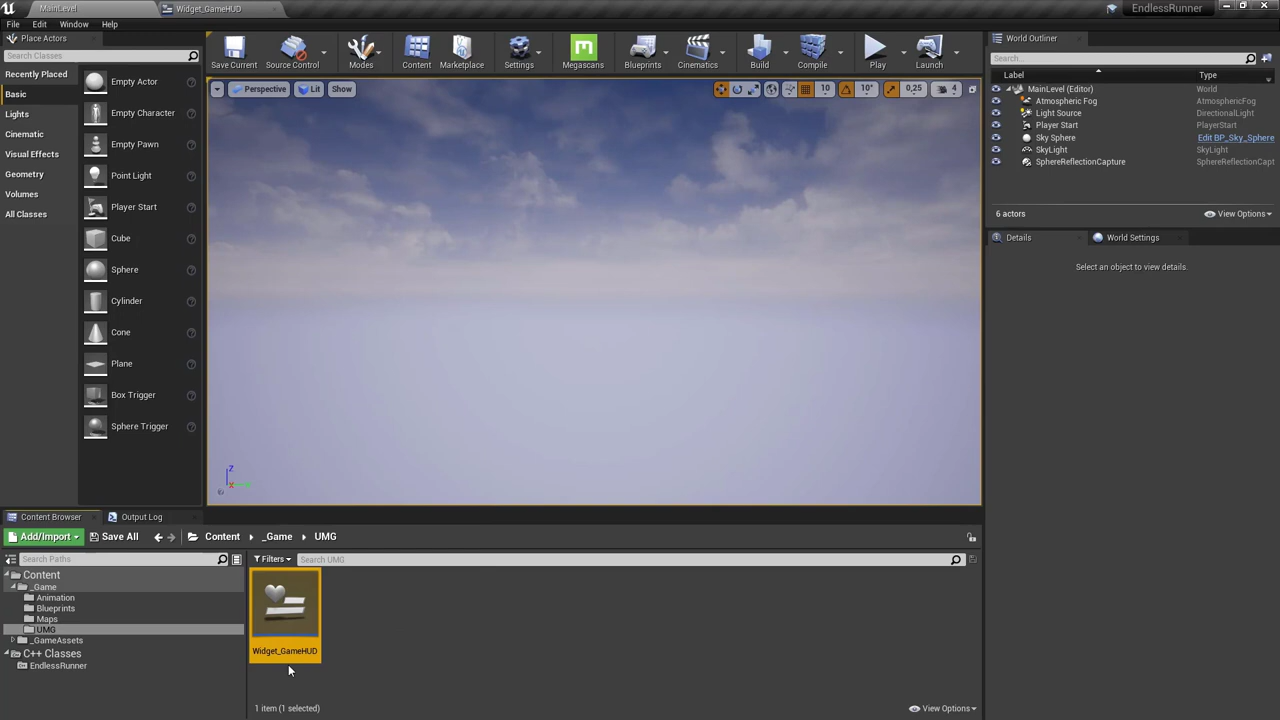 MainLevel
Widget_GameHUD
EndlessRunner
File Edit Window Help
Place Actors
Search Classes
Recently Placed
Basic
Lights
Cinematic
Visual Effects
Geometry
Volumes
All Classes
Empty Actor
Empty Character
Empty Pawn
Point Light
Player Start
Cube
Sphere
Cylinder
Cone
Plane
Box Trigger
Sphere Trigger
Save Current
Source Control
Modes
Content
Marketplace
Settings
Megascans
Blueprints
Cinematics
Build
Compile
Play
Launch
Perspective Lit Show
10 10° 0,25 4
Z
X
World Outliner
Search...
Label Type
MainLevel (Editor) World
Atmospheric Fog AtmosphericFog
Light Source DirectionalLight
Player Start PlayerStart
Sky Sphere Edit BP_Sky_Sphere
SkyLight SkyLight
SphereReflectionCapture SphereReflectionCapt
6 actors View Options
Details World Settings
Select an object to view details.
Content Browser Output Log
Add/Import Save All Content _Game UMG
Search Paths
Filters Search UMG
Content
_Game
Animation
Blueprints
Maps
UMG
_GameAssets
C++ Classes
EndlessRunner
Widget_GameHUD
1 item (1 selected) View Options